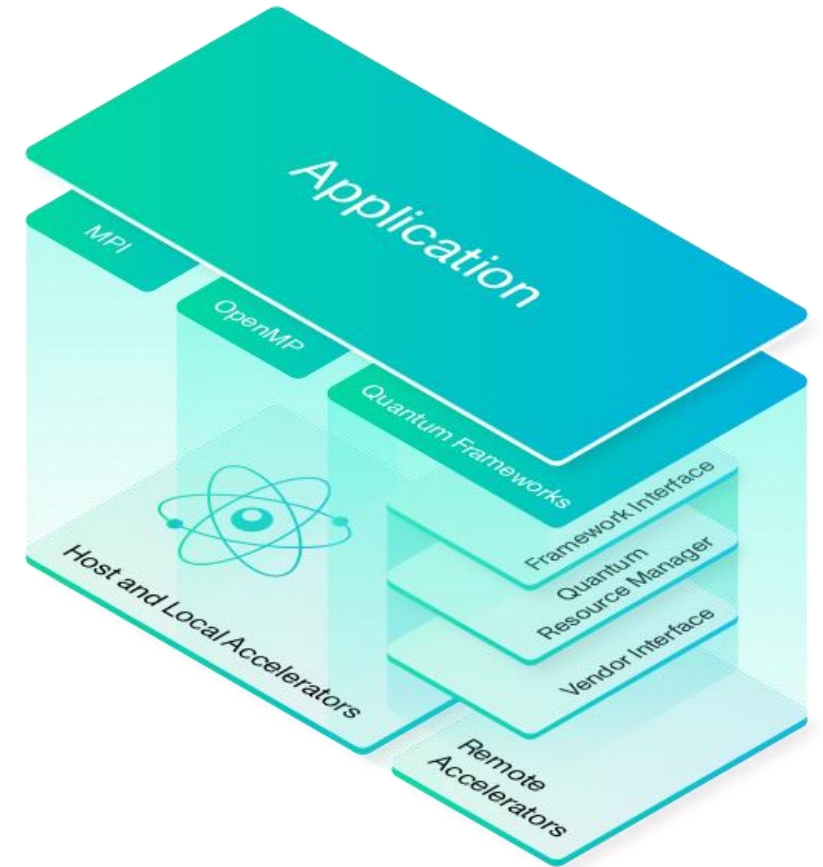 Application
MPI
OpenMP
Quantum Frameworks
Framework Interface
Quantum
Resource Manager
Vendor Interface
Host and Local Accelerators
Remote
Accelerators